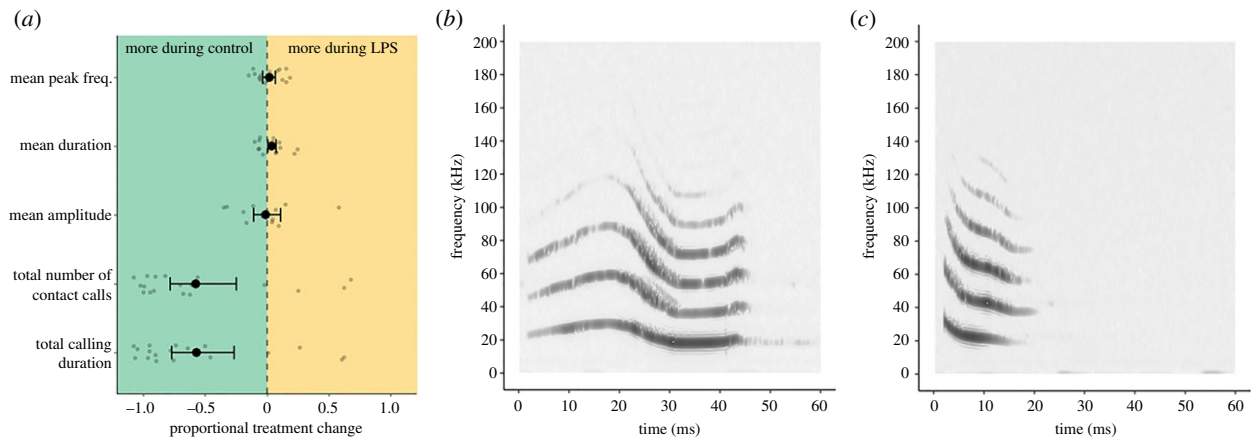 (a)
more during control
more during LPS
mean peak freq.
mean duration
mean amplitude
total number of
contact calls
total calling
duration
–1.0
–0.5
0
0.5
1.0
proportional treatment change
(b)
200
180
160
140
120
100
80
60
40
20
0
frequency (kHz)
0
10
20
30
40
50
60
time (ms)
(c)
200
180
160
140
120
100
80
60
40
20
0
frequency (kHz)
0
10
20
30
40
50
60
time (ms)